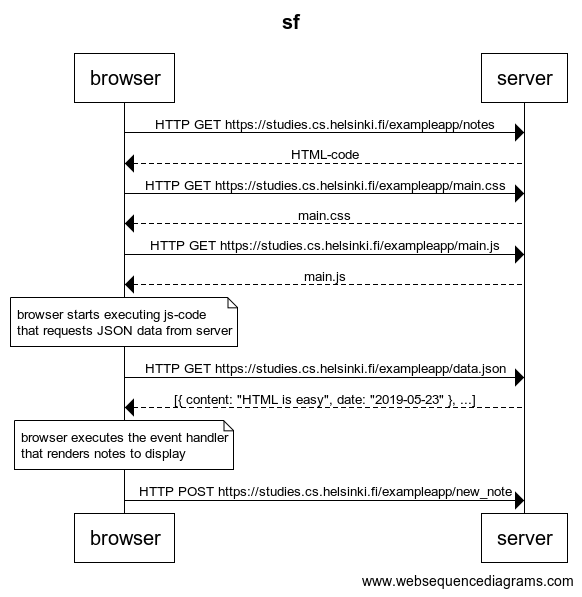 sf
browser server
HTTP GET https://studies.cs.helsinki.fi/exampleapp/notes
HTML-code
HTTP GET https://studies.cs.helsinki.fi/exampleapp/main.css
main.css
HTTP GET https://studies.cs.helsinki.fi/exampleapp/main.js
main.js
browser starts executing js-code
that requests JSON data from server
HTTP GET https://studies.cs.helsinki.fi/exampleapp/data.json
[{ content: "HTML is easy", date: "2019-05-23" }, ...]
browser executes the event handler
that renders notes to display
HTTP POST https://studies.cs.helsinki.fi/exampleapp/new_note
browser server
www.websequencediagrams.com